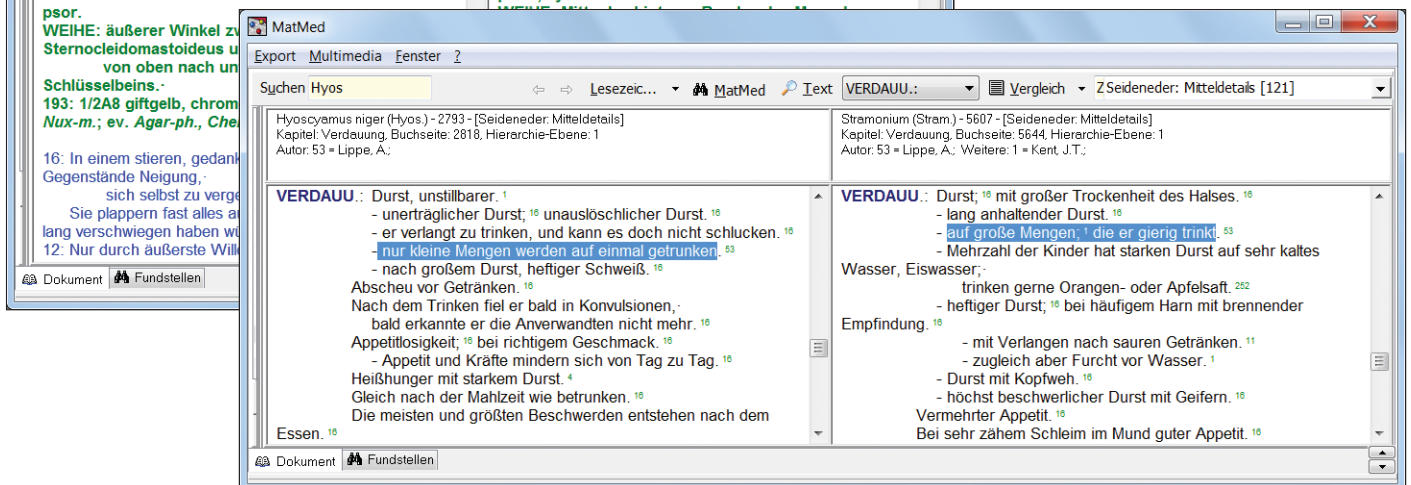 psor.
WEIHE: äußerer Winkel zw
Sternocleidomastoideus u
von oben nach un
Schlüsselbeins.·
193: 1/2A8 giftgelb, chrom
Nux-m.; ev. Agar-ph., Che
16: In einem stieren, gedank
Gegenstände Neigung,·
sich selbst zu verge
Sie plappern fast alles au
lang verschwiegen haben wü
12: Nur durch äußerste Wille
Dokument Fundstellen
MatMed
Export Multimedia Fenster ?
Suchen Hyos Lesezeic... MatMed Text VERDAUU.: Vergleich Z Seideneder: Mitteldetails [121]
Hyoscyamus niger (Hyos.) - 2793 - [Seideneder: Mitteldetails]
Kapitel: Verdauung, Buchseite: 2818, Hierarchie-Ebene: 1
Autor: 53 = Lippe, A.;
VERDAUU.: Durst, unstillbarer. 1
- unerträglicher Durst; 16 unauslöschlicher Durst. 16
- er verlangt zu trinken, und kann es doch nicht schlucken. 16
- nur kleine Mengen werden auf einmal getrunken. 53
- nach großem Durst, heftiger Schweiß. 16
Abscheu vor Getränken. 16
Nach dem Trinken fiel er bald in Konvulsionen,·
bald erkannte er die Anverwandten nicht mehr. 16
Appetitlosigkeit; 16 bei richtigem Geschmack. 16
- Appetit und Kräfte mindern sich von Tag zu Tag. 16
Heißhunger mit starkem Durst. 4
Gleich nach der Mahlzeit wie betrunken. 16
Die meisten und größten Beschwerden entstehen nach dem
Essen. 16
Stramonium (Stram.) - 5607 - [Seideneder: Mitteldetails]
Kapitel: Verdauung, Buchseite: 5644, Hierarchie-Ebene: 1
Autor: 53 = Lippe, A.; Weitere: 1 = Kent, J.T.;
VERDAUU.: Durst; 16 mit großer Trockenheit des Halses. 16
- lang anhaltender Durst. 16
- auf große Mengen; 1 die er gierig trinkt. 53
- Mehrzahl der Kinder hat starken Durst auf sehr kaltes
Wasser, Eiswasser;·
trinken gerne Orangen- oder Apfelsaft. 252
- heftiger Durst; 16 bei häufigem Harn mit brennender
Empfindung. 16
- mit Verlangen nach sauren Getränken. 11
- zugleich aber Furcht vor Wasser. 1
- Durst mit Kopfweh. 16
- höchst beschwerlicher Durst mit Geifern. 16
Vermehrter Appetit. 16
Bei sehr zähem Schleim im Mund guter Appetit. 16
Dokument Fundstellen